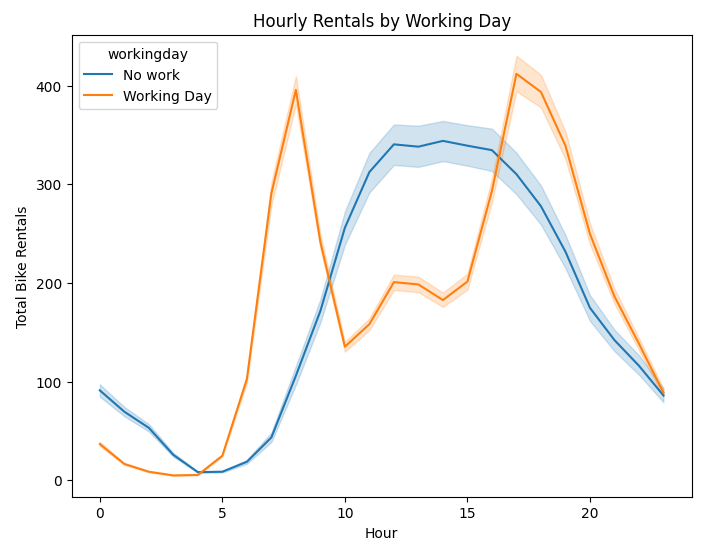 Hourly Rentals by Working Day
workingday
No work
Working Day
Total Bike Rentals
400
300
200
100
0
0 5 10 15 20
Hour